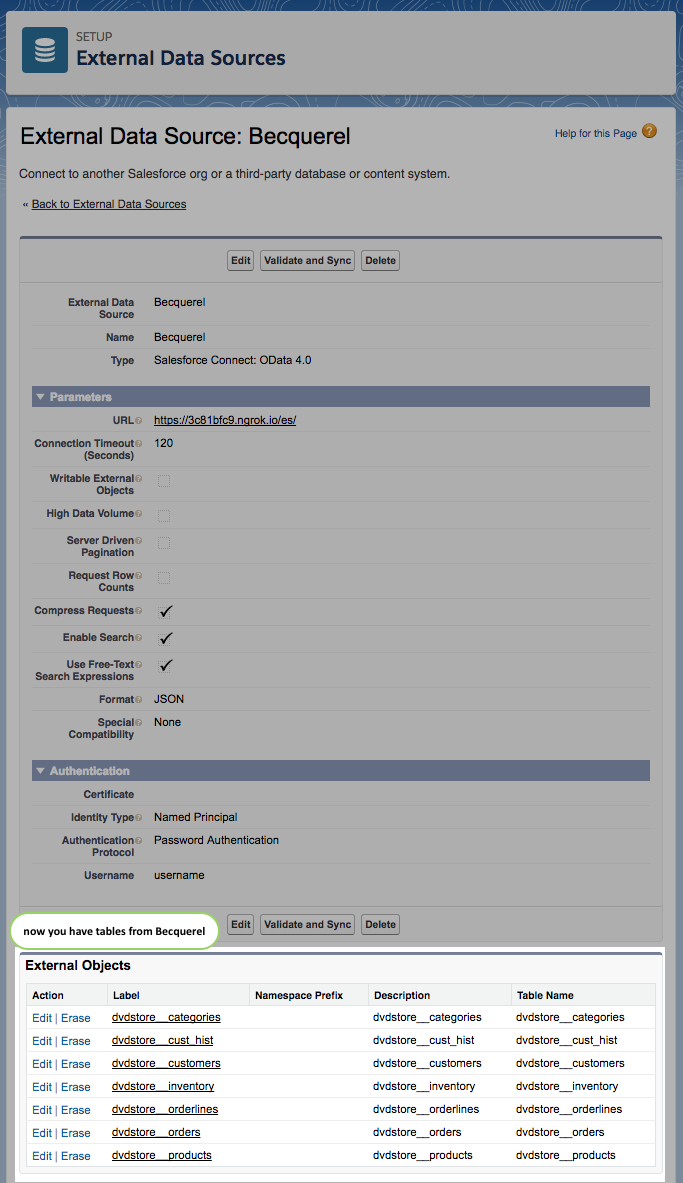 SETUP
External Data Sources
External Data Source: Becquerel
Help for this Page ?
Connect to another Salesforce org or a third-party database or content system.
« Back to External Data Sources
Edit Validate and Sync Delete
External Data Source Becquerel
Name Becquerel
Type Salesforce Connect: OData 4.0
Parameters
URL https://3c81bfc9.ngrok.io/es/
Connection Timeout (Seconds) 120
Writable External Objects
High Data Volume
Server Driven Pagination
Request Row Counts
Compress Requests
Enable Search
Use Free-Text Search Expressions
Format JSON
Special Compatibility None
Authentication
Certificate
Identity Type Named Principal
Authentication Protocol Password Authentication
Username username
now you have tables from Becquerel
Edit Validate and Sync Delete
External Objects
Action Label Namespace Prefix Description Table Name
Edit | Erase dvdstore__categories dvdstore__categories dvdstore__categories
Edit | Erase dvdstore__cust_hist dvdstore__cust_hist dvdstore__cust_hist
Edit | Erase dvdstore__customers dvdstore__customers dvdstore__customers
Edit | Erase dvdstore__inventory dvdstore__inventory dvdstore__inventory
Edit | Erase dvdstore__orderlines dvdstore__orderlines dvdstore__orderlines
Edit | Erase dvdstore__orders dvdstore__orders dvdstore__orders
Edit | Erase dvdstore__products dvdstore__products dvdstore__products